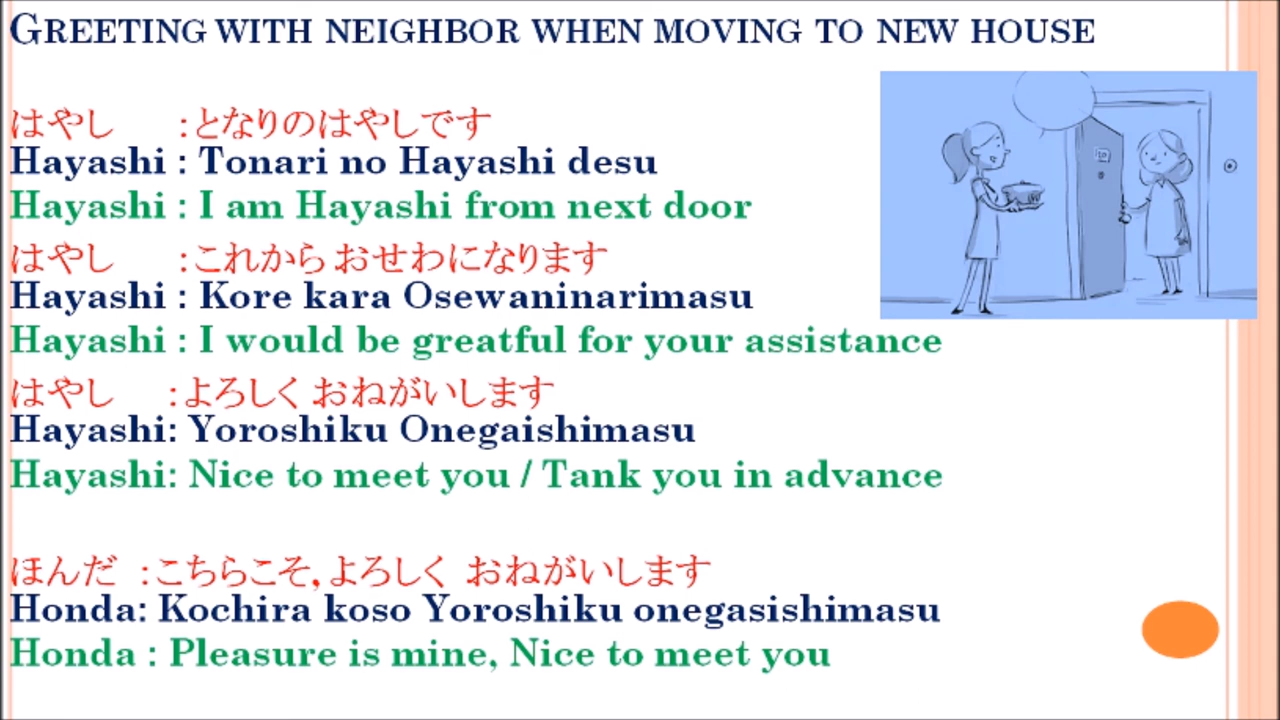 GREETING WITH NEIGHBOR WHEN MOVING TO NEW HOUSE
はやし :となりのはやしです
Hayashi : Tonari no Hayashi desu
Hayashi : I am Hayashi from next door
はやし :これから おせわになります
Hayashi : Kore kara Osewaninarimasu
Hayashi : I would be greatful for your assistance
はやし :よろしく おねがいします
Hayashi: Yoroshiku Onegaishimasu
Hayashi: Nice to meet you / Tank you in advance
ほんだ :こちらこそ,よろしく おねがいします
Honda: Kochira koso Yoroshiku onegasishimasu
Honda : Pleasure is mine, Nice to meet you